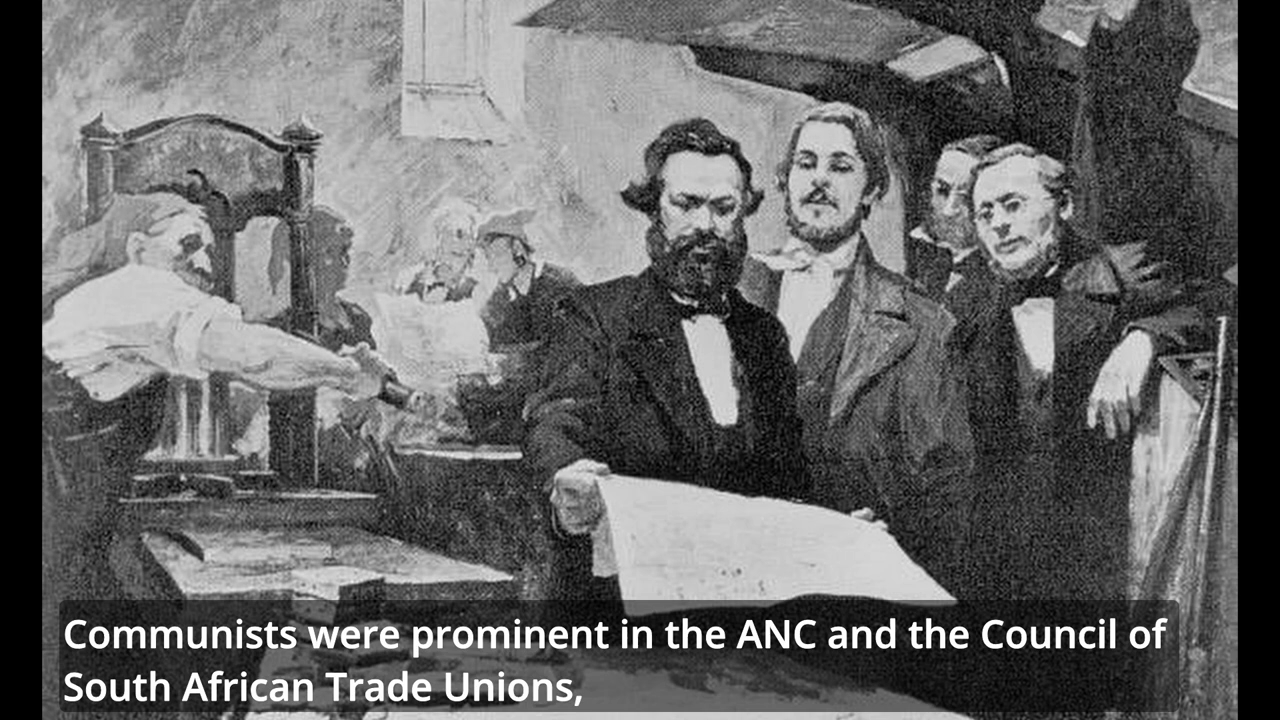 Communists were prominent in the ANC and the Council of
South African Trade Unions,